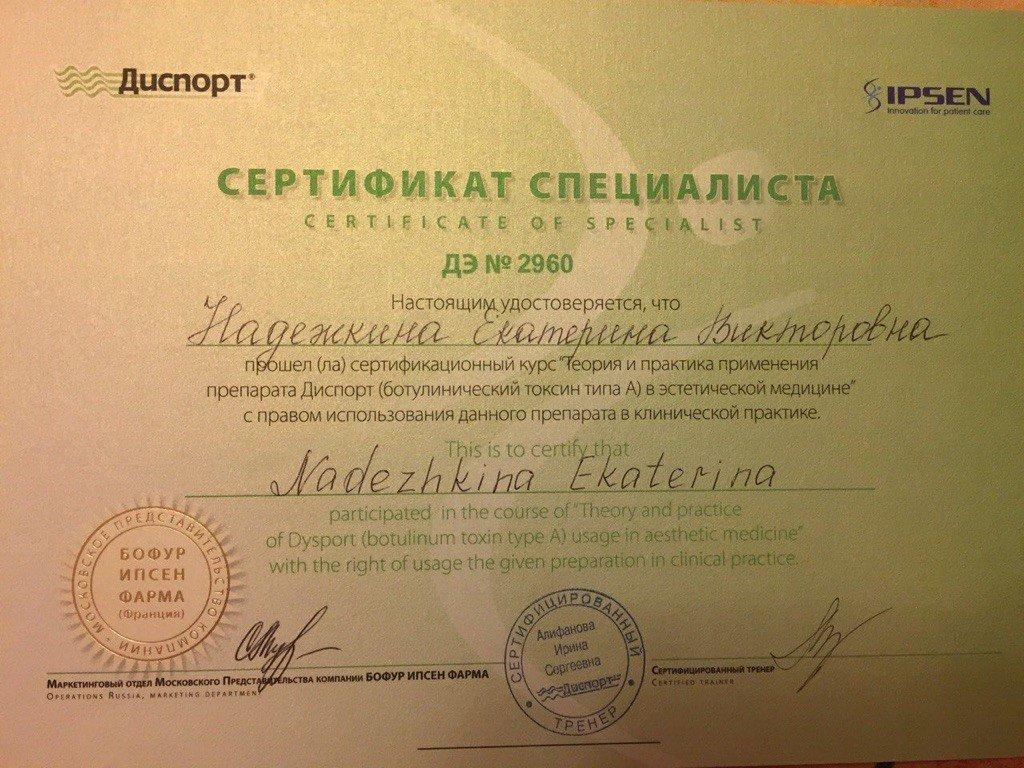 Диспорт®
IPSEN
Innovation for patient care
СЕРТИФИКАТ СПЕЦИАЛИСТА
CERTIFICATE OF SPECIALIST
ДЭ № 2960
Настоящим удостоверяется, что
Надежкина Екатерина Викторовна
прошел (ла) сертификационный курс "Теория и практика применения
препарата Диспорт (ботулинический токсин типа А) в эстетической медицине"
с правом использования данного препарата в клинической практике.
This is to certify that
Nadezhkina Ekaterina
participated in the course of "Theory and practice
of Dysport (botulinum toxin type A) usage in aesthetic medicine"
with the right of usage the given preparation in clinical practice.
МОСКОВСКОЕ ПРЕДСТАВИТЕЛЬСТВО КОМПАНИИ
БОФУР
ИПСЕН
ФАРМА
(Франция)
Маркетинговый отдел Московского Представительства компании БОФУР ИПСЕН ФАРМА
Operations Russia, marketing department
СЕРТИФИЦИРОВАННЫЙ
Алифанова
Ирина
Сергеевна
Диспорт
ТРЕНЕР
Сертифицированный тренер
Certified trainer